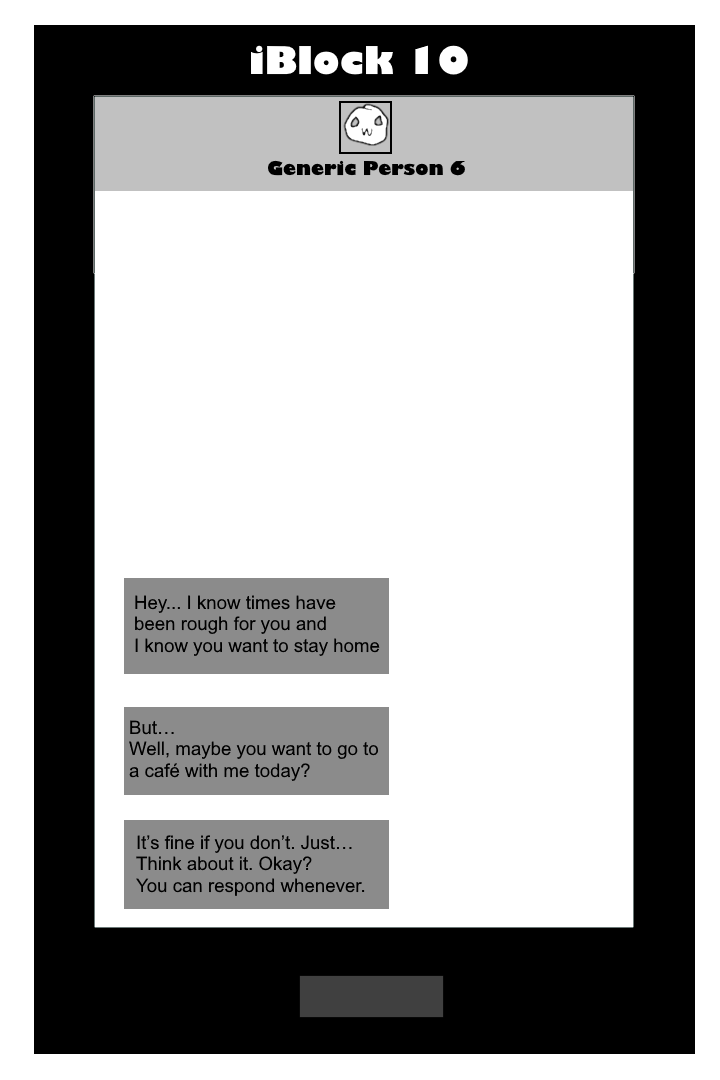 iBlock 10
Generic Person 6
Hey... I know times have
been rough for you and
I know you want to stay home
But…
Well, maybe you want to go to
a café with me today?
It’s fine if you don’t. Just…
Think about it. Okay?
You can respond whenever.